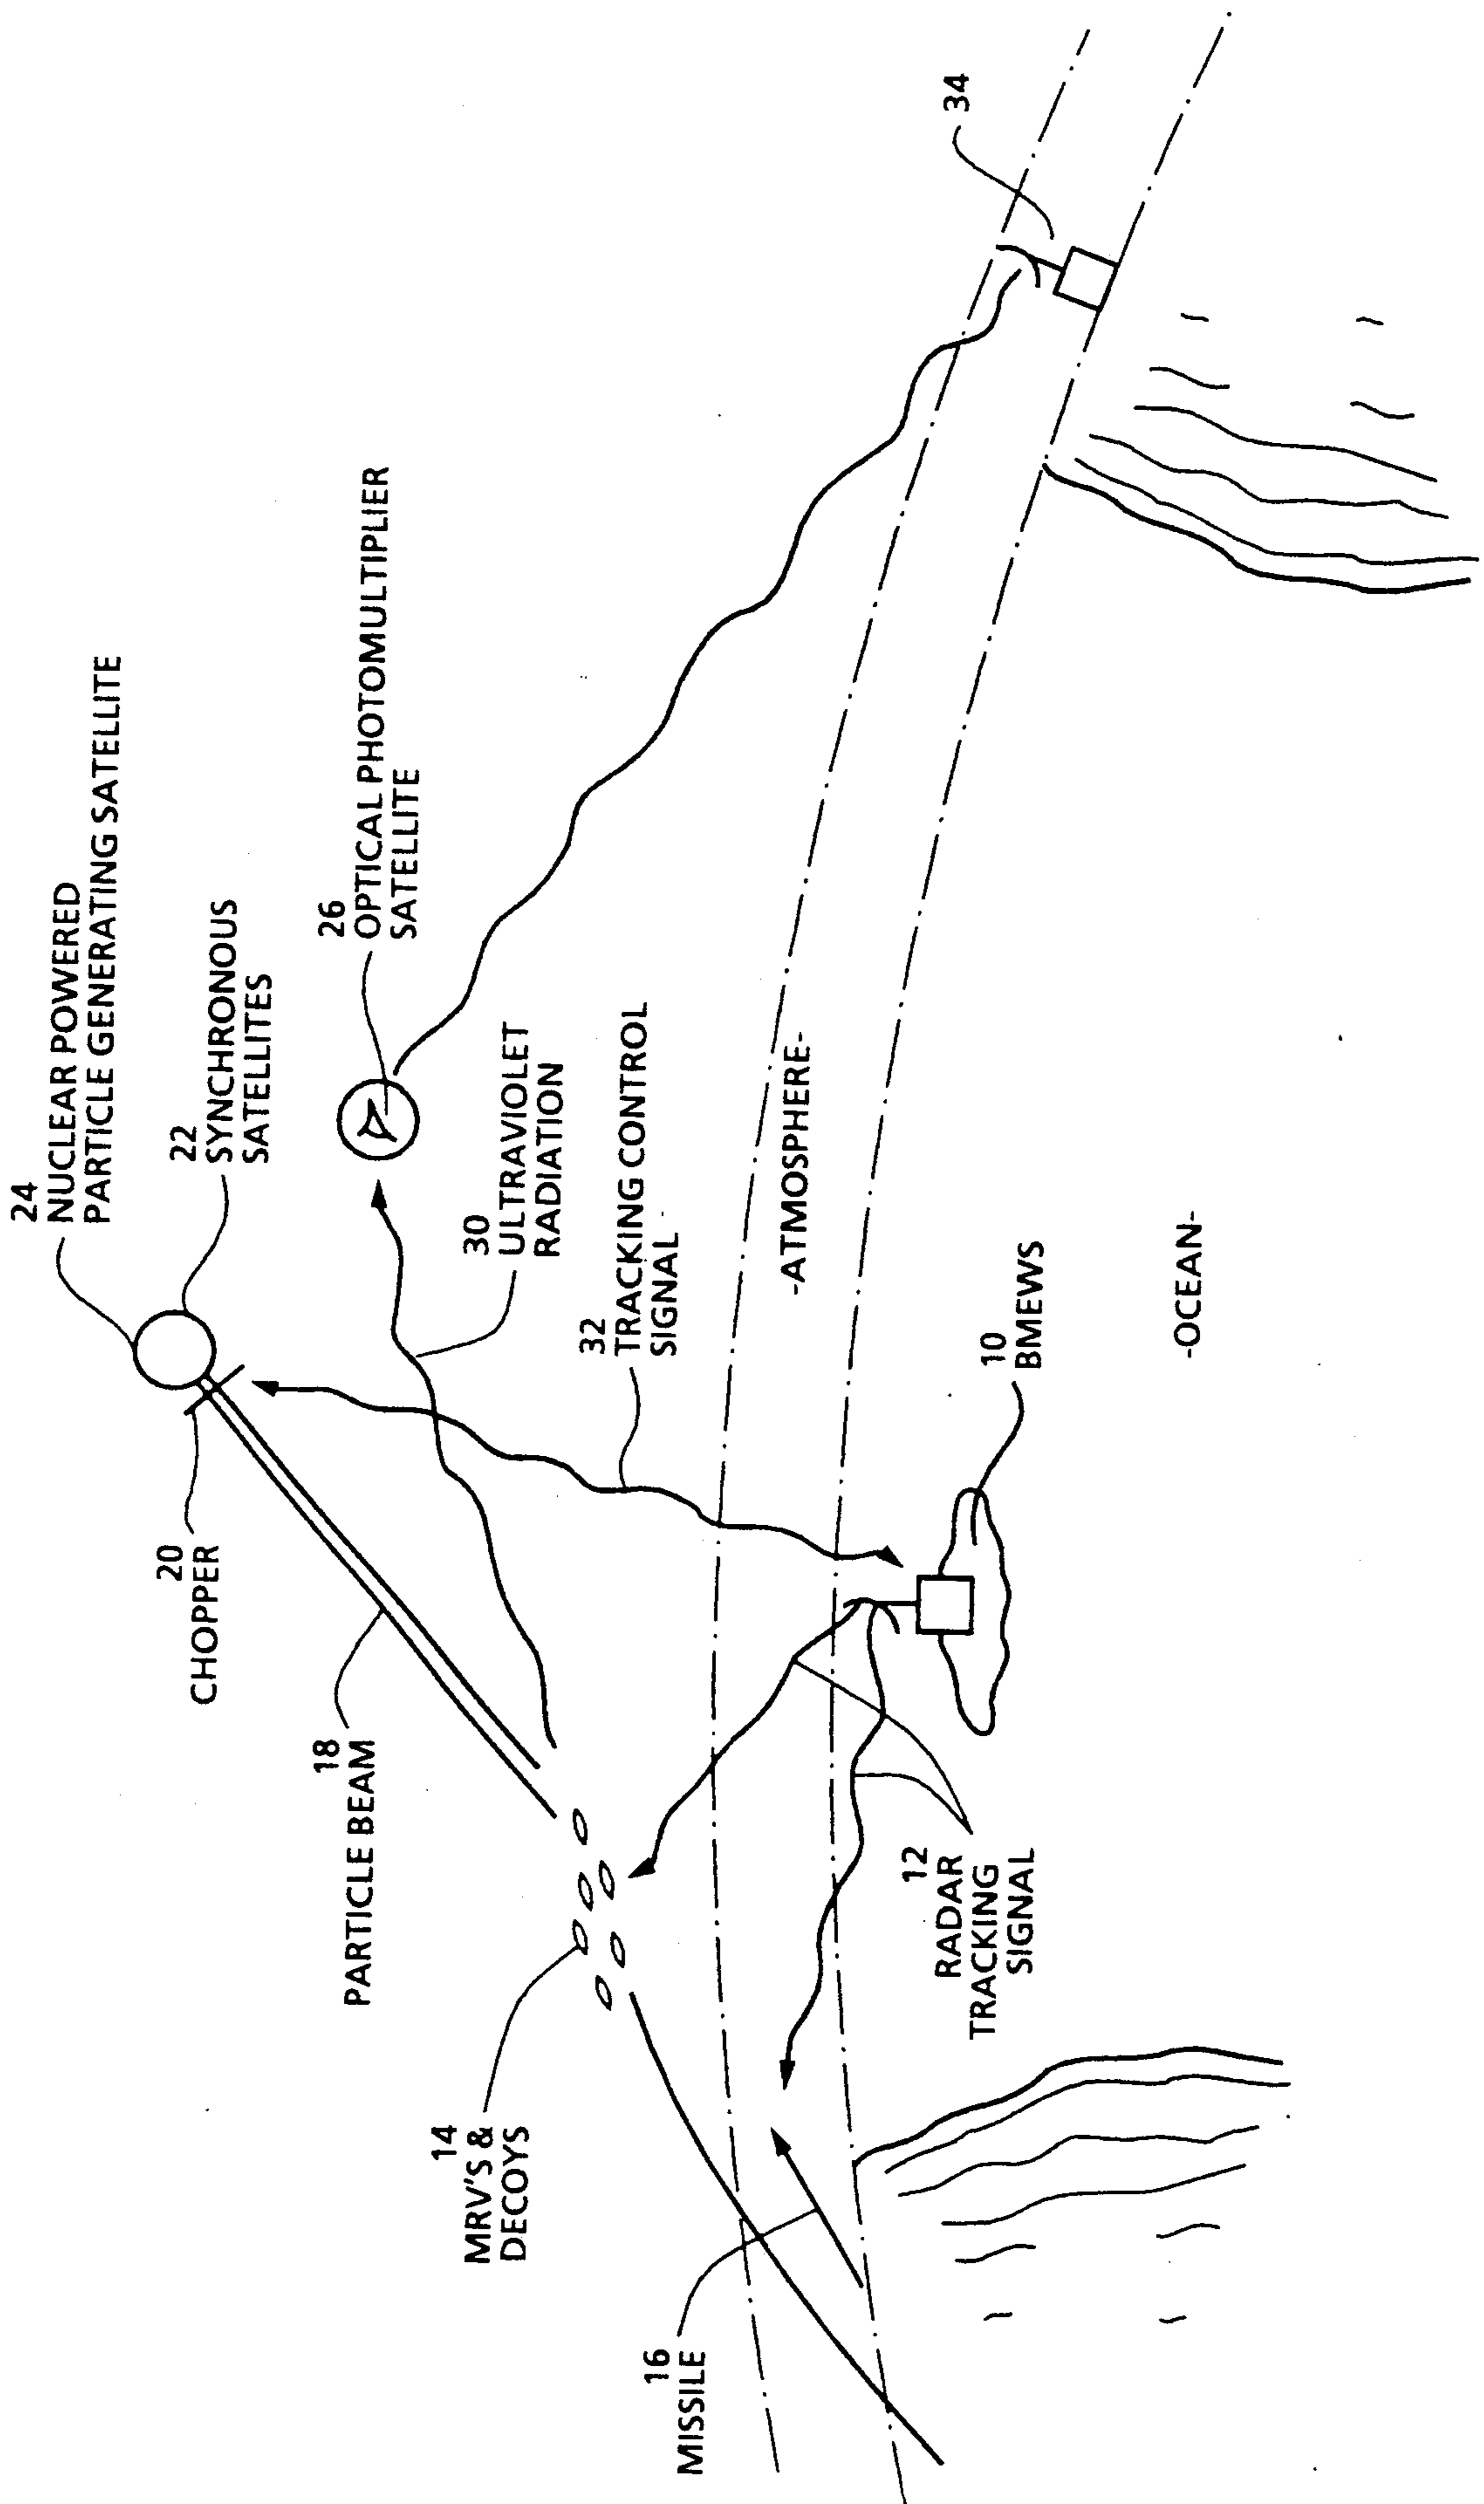 24
NUCLEAR POWERED
PARTICLE GENERATING SATELLITE
22
SYNCHRONOUS
SATELLITES
20
CHOPPER
26
OPTICAL PHOTOMULTIPLIER
SATELLITE
18
PARTICLE BEAM
30
ULTRAVIOLET
RADIATION
14
MRV'S &
DECOYS
32
TRACKING CONTROL
SIGNAL
16
MISSILE
-ATMOSPHERE-
34
12
RADAR
TRACKING
SIGNAL
10
BMEWS
-OCEAN-